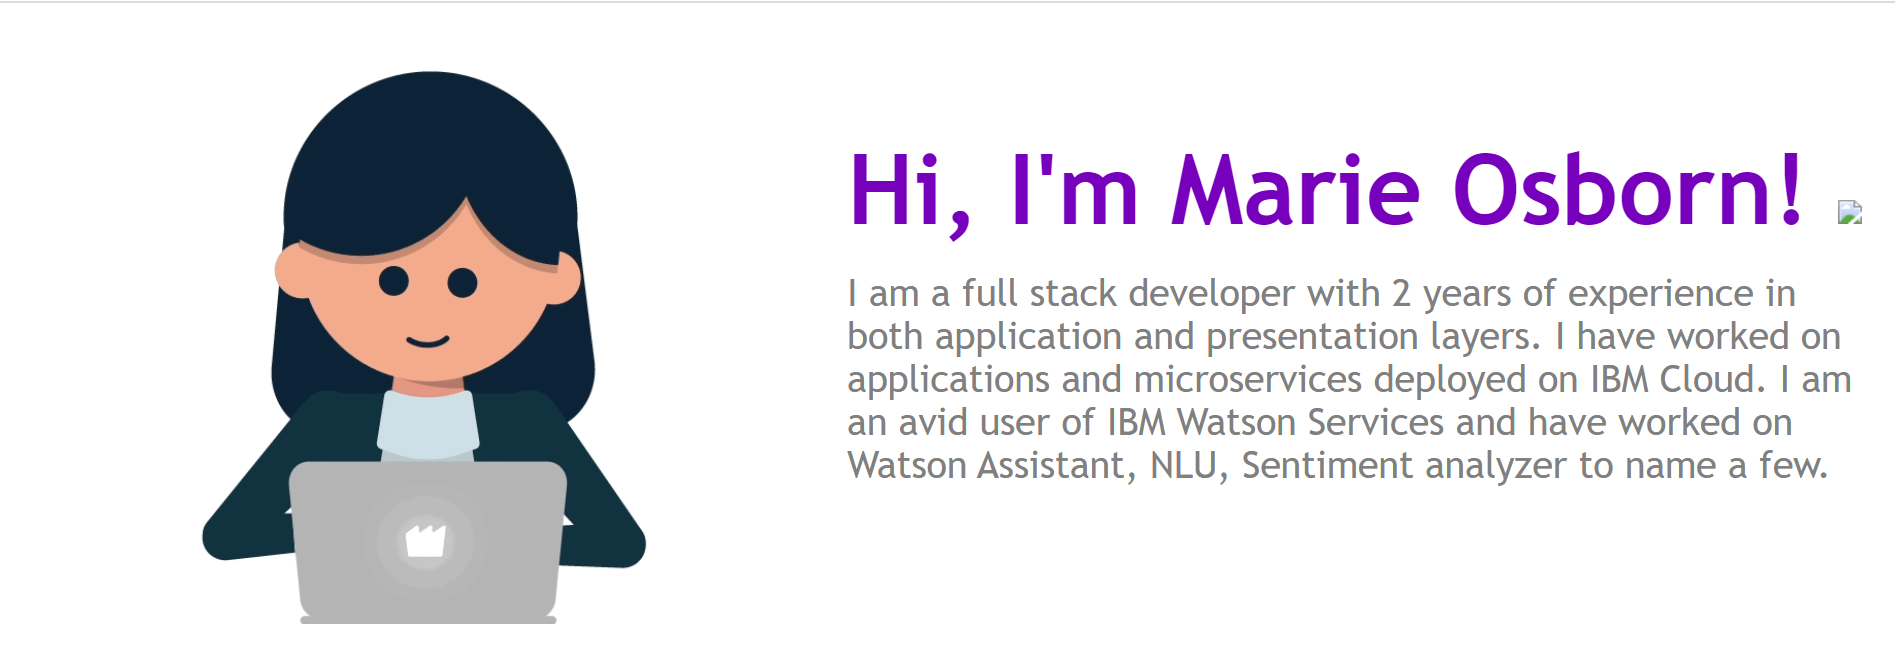 Hi, I'm Marie Osborn!
I am a full stack developer with 2 years of experience in
both application and presentation layers. I have worked on
applications and microservices deployed on IBM Cloud. I am
an avid user of IBM Watson Services and have worked on
Watson Assistant, NLU, Sentiment analyzer to name a few.